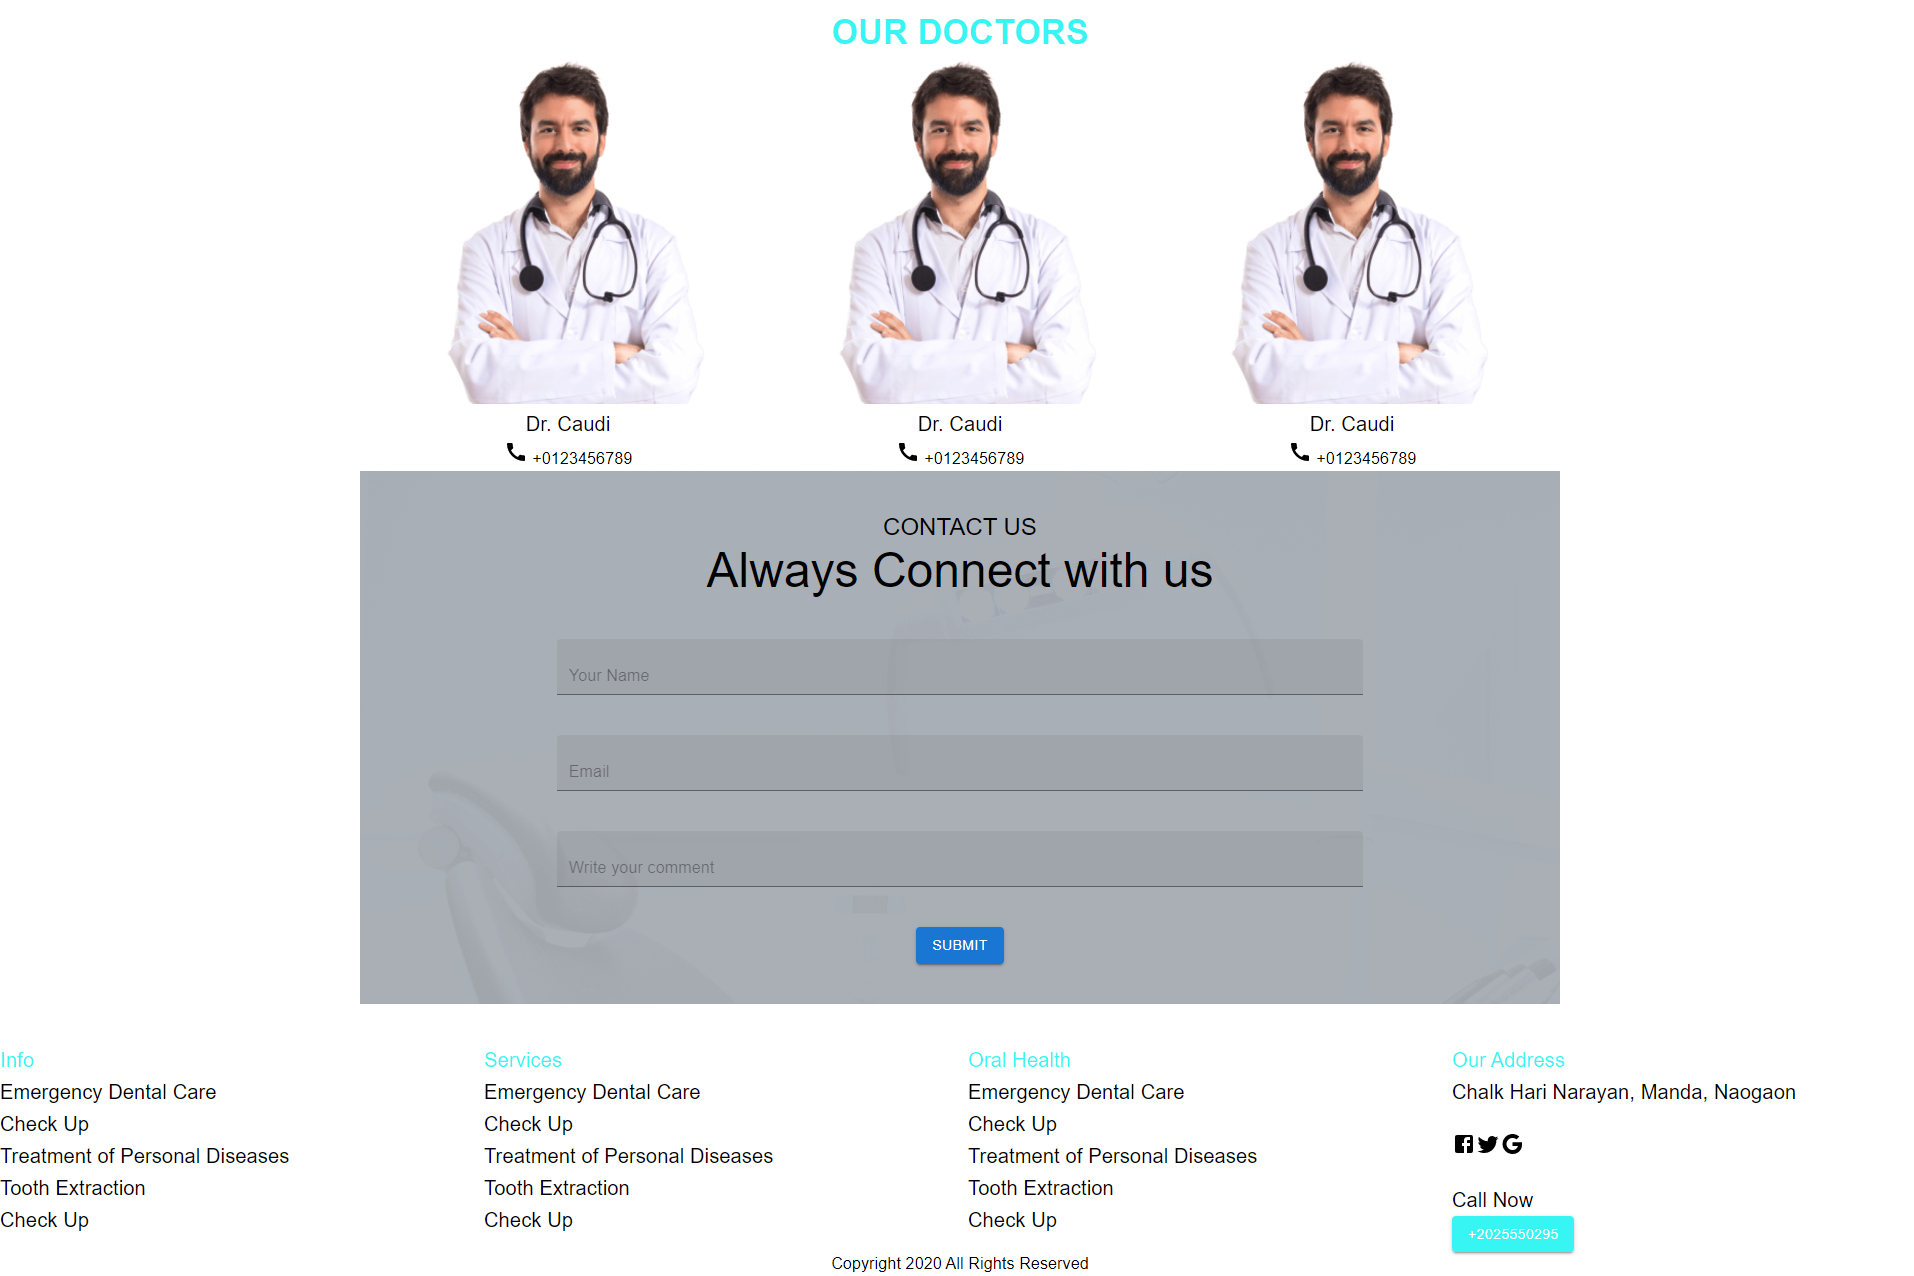 OUR DOCTORS
Dr. Caudi
+0123456789
Dr. Caudi
+0123456789
Dr. Caudi
+0123456789
CONTACT US
Always Connect with us
Your Name
Email
Write your comment
SUBMIT
Info
Emergency Dental Care
Check Up
Treatment of Personal Diseases
Tooth Extraction
Check Up
Services
Emergency Dental Care
Check Up
Treatment of Personal Diseases
Tooth Extraction
Check Up
Oral Health
Emergency Dental Care
Check Up
Treatment of Personal Diseases
Tooth Extraction
Check Up
Our Address
Chalk Hari Narayan, Manda, Naogaon
Call Now
+2025550295
Copyright 2020 All Rights Reserved